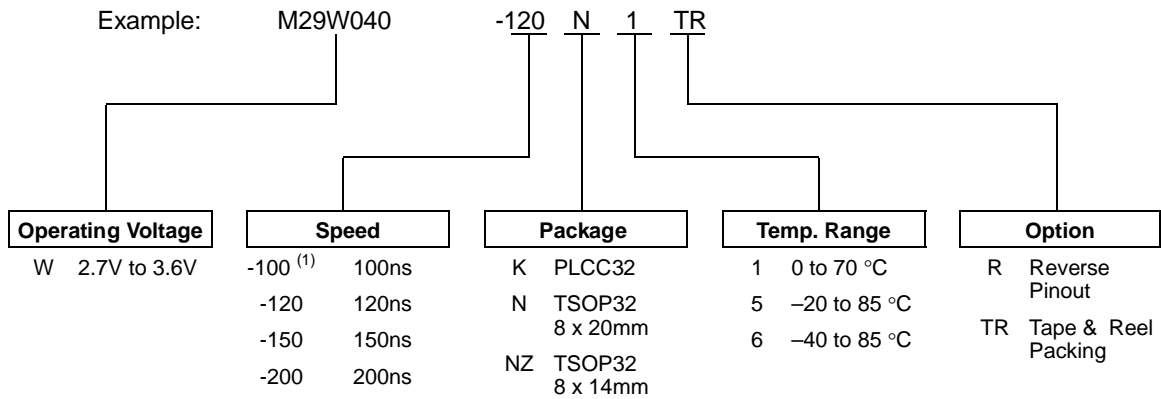 Example: M29W040 -120 N 1 TR
Operating Voltage
W 2.7V to 3.6V
Speed
-100 (1) 100ns
-120 120ns
-150 150ns
-200 200ns
Package
K PLCC32
N TSOP32
8 x 20mm
NZ TSOP32
8 x 14mm
Temp. Range
1 0 to 70 °C
5 –20 to 85 °C
6 –40 to 85 °C
Option
R Reverse
Pinout
TR Tape & Reel
Packing